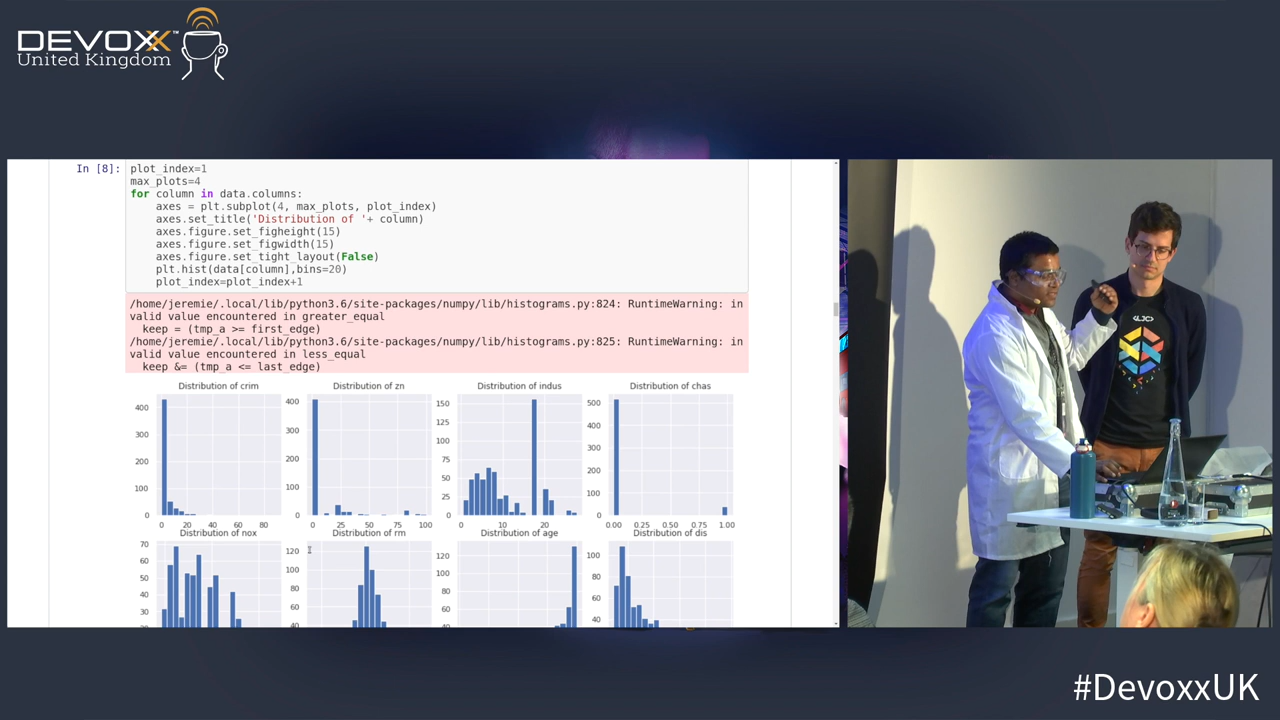 DEVOXX™
United Kingdom
In [8]:
plot_index=1
max_plots=4
for column in data.columns:
axes = plt.subplot(4, max_plots, plot_index)
axes.set_title('Distribution of '+ column)
axes.figure.set_figheight(15)
axes.figure.set_figwidth(15)
axes.figure.set_tight_layout(False)
plt.hist(data[column],bins=20)
plot_index=plot_index+1
/home/jeremie/.local/lib/python3.6/site-packages/numpy/lib/histograms.py:824: RuntimeWarning: in
valid value encountered in greater_equal
keep = (tmp_a >= first_edge)
/home/jeremie/.local/lib/python3.6/site-packages/numpy/lib/histograms.py:825: RuntimeWarning: in
valid value encountered in less_equal
keep &= (tmp_a <= last_edge)
Distribution of crim
400
300
200
100
0
0 20 40 60 80
Distribution of zn
400
300
200
100
0
0 25 50 75 100
Distribution of indus
150
125
100
75
50
25
0
0 10 20
Distribution of chas
500
400
300
200
100
0
0.00 0.25 0.50 0.75 1.00
Distribution of nox
70
60
50
40
30
Distribution of rm
120
100
80
60
40
Distribution of age
120
100
80
60
40
Distribution of dis
100
80
60
40
<LJC>
#DevoxxUK